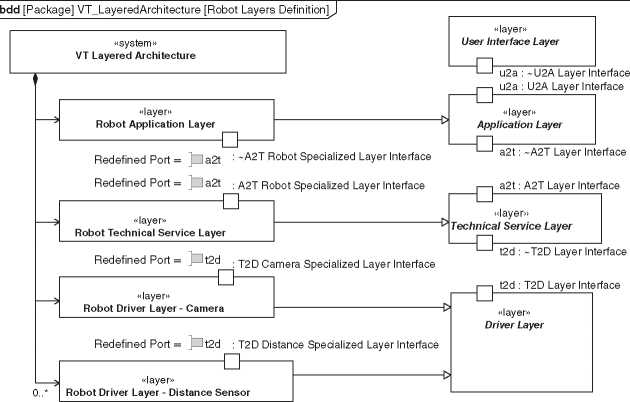 bdd [Package] VT_LayeredArchitecture [Robot Layers Definition]
«system»
VT Layered Architecture
«layer»
User Interface Layer
u2a : ~U2A Layer Interface
u2a : U2A Layer Interface
«layer»
Robot Application Layer
«layer»
Application Layer
a2t : ~A2T Layer Interface
Redefined Port = a2t : ~A2T Robot Specialized Layer Interface
Redefined Port = a2t : A2T Robot Specialized Layer Interface
a2t : A2T Layer Interface
«layer»
Robot Technical Service Layer
«layer»
Technical Service Layer
t2d : ~T2D Layer Interface
Redefined Port = t2d : T2D Camera Specialized Layer Interface
t2d : T2D Layer Interface
«layer»
Robot Driver Layer - Camera
«layer»
Driver Layer
Redefined Port = t2d : T2D Distance Specialized Layer Interface
«layer»
Robot Driver Layer - Distance Sensor
0..*